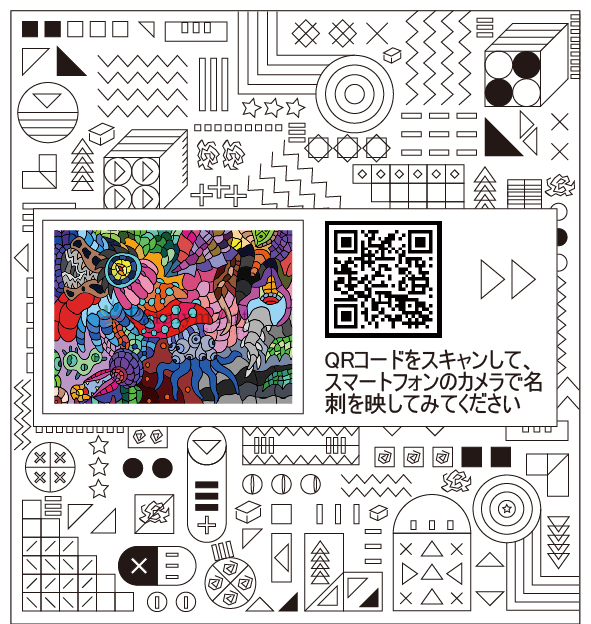 QRコードをスキャンして、
スマートフォンのカメラで名
刺を映してみてください